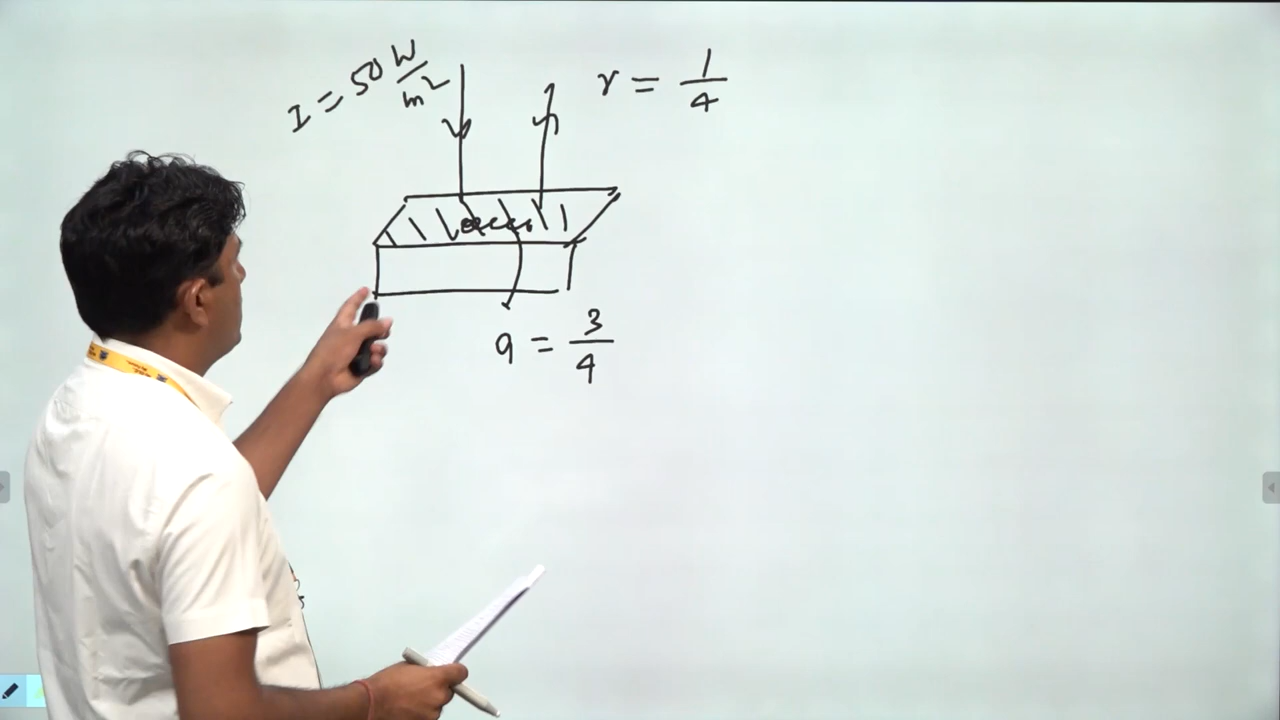 I = 50 W/m²
r = 1/4
a = 3/4